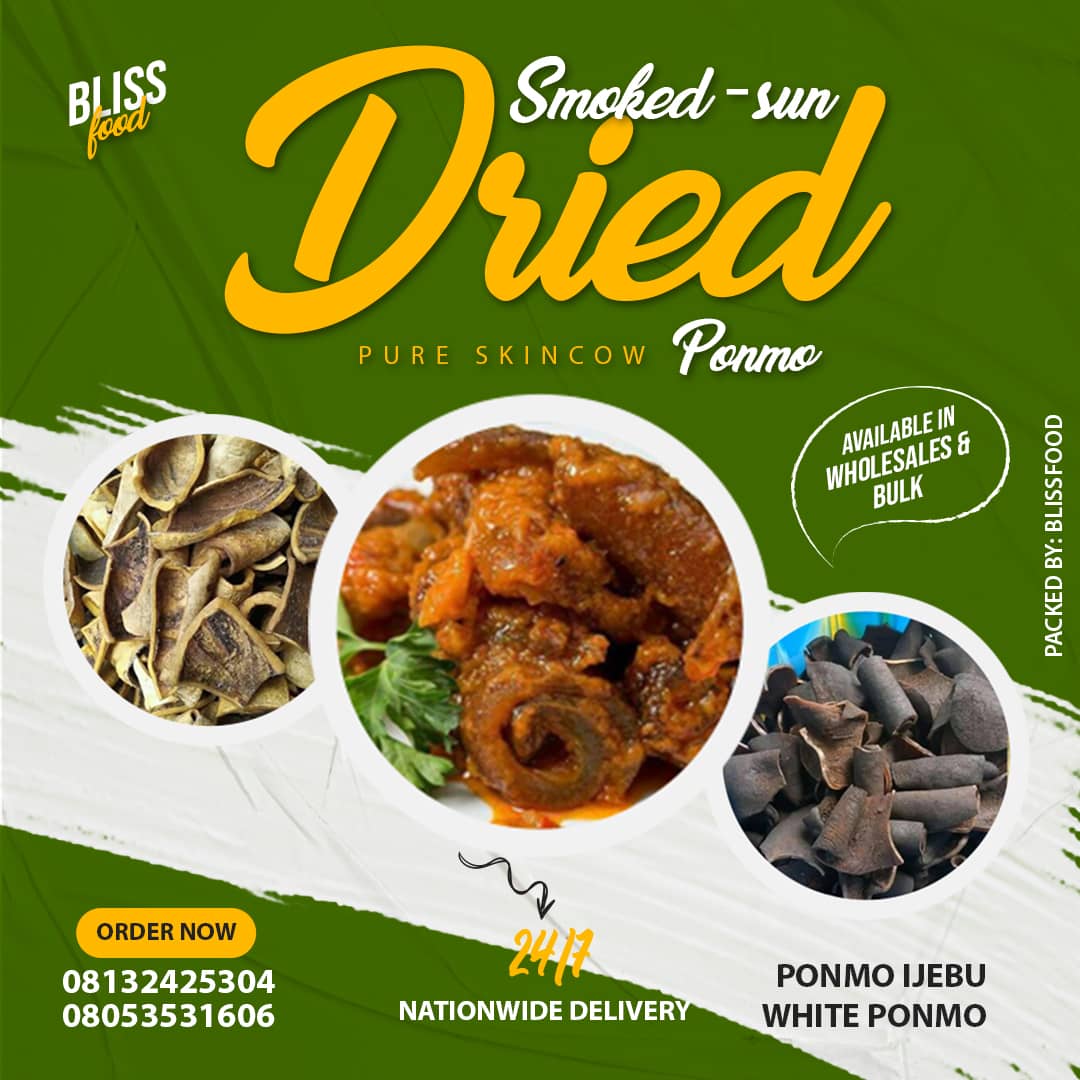 BLISS
food
Smoked -sun
Dried
PURE SKINCOW Ponmo
AVAILABLE IN
WHOLESALES &
BULK
PACKED BY: BLISSFOOD
ORDER NOW
08132425304
08053531606
24/7
NATIONWIDE DELIVERY
PONMO IJEBU
WHITE PONMO